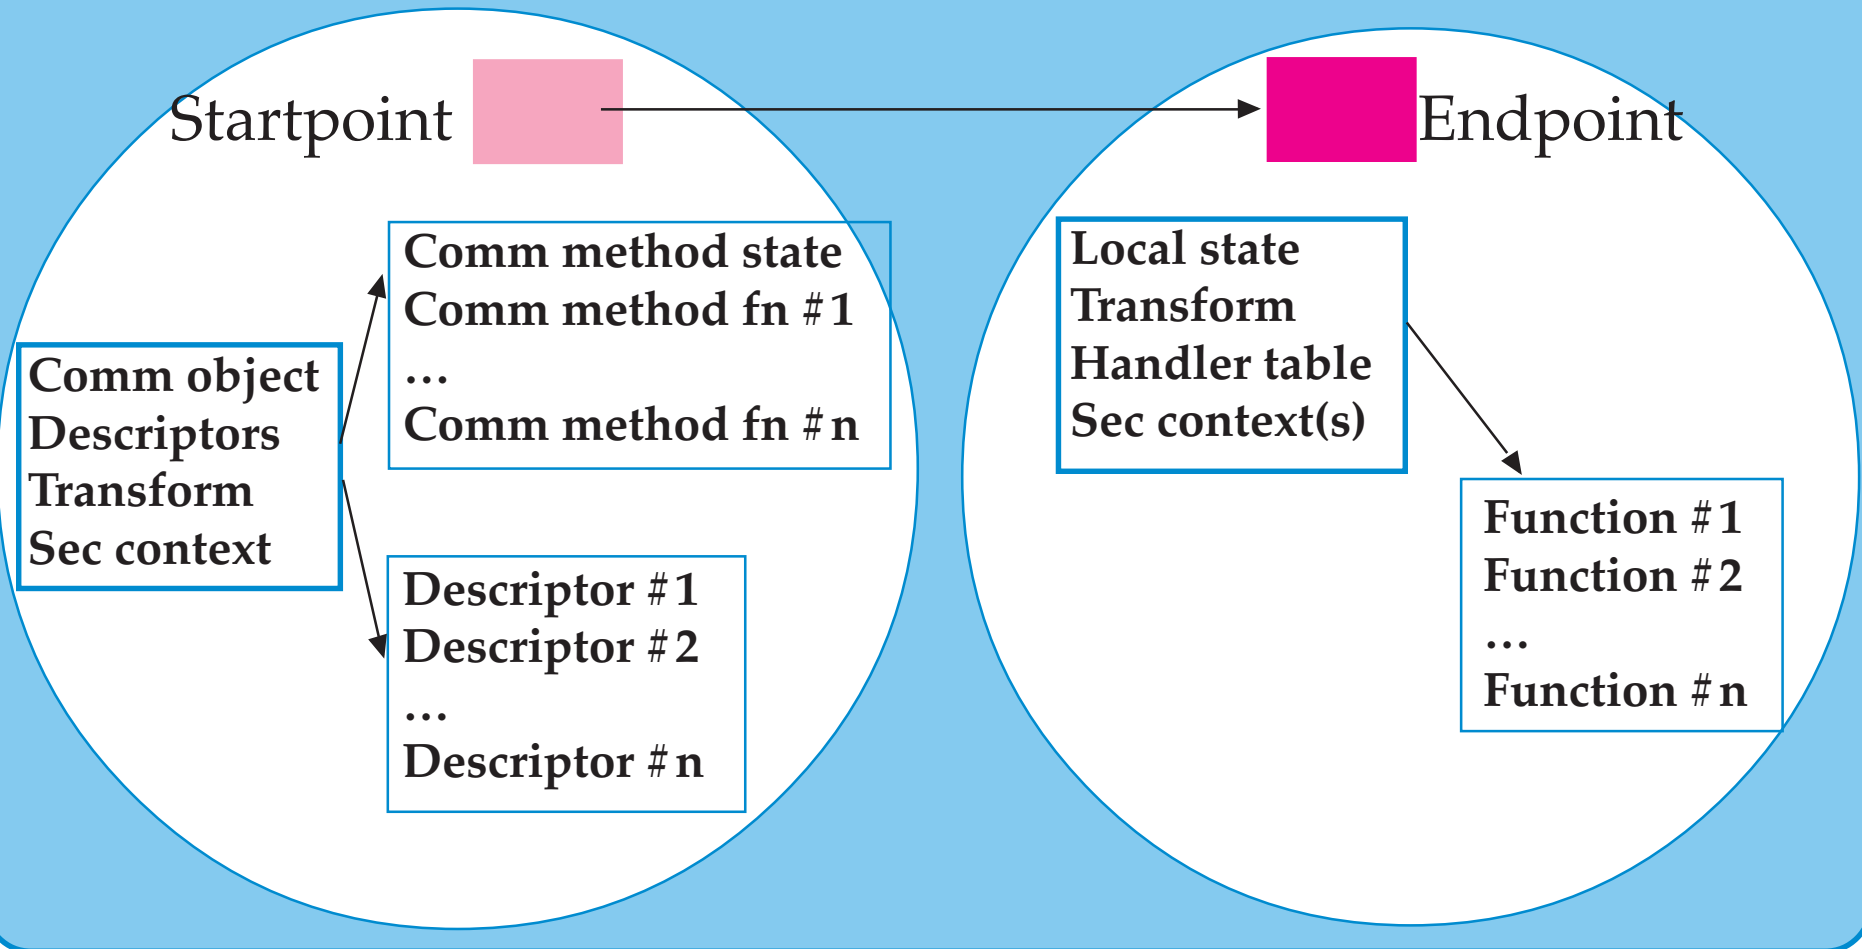 Startpoint
Endpoint
Comm object
Descriptors
Transform
Sec context
Comm method state
Comm method fn #1
…
Comm method fn #n
Descriptor #1
Descriptor #2
…
Descriptor #n
Local state
Transform
Handler table
Sec context(s)
Function #1
Function #2
…
Function #n